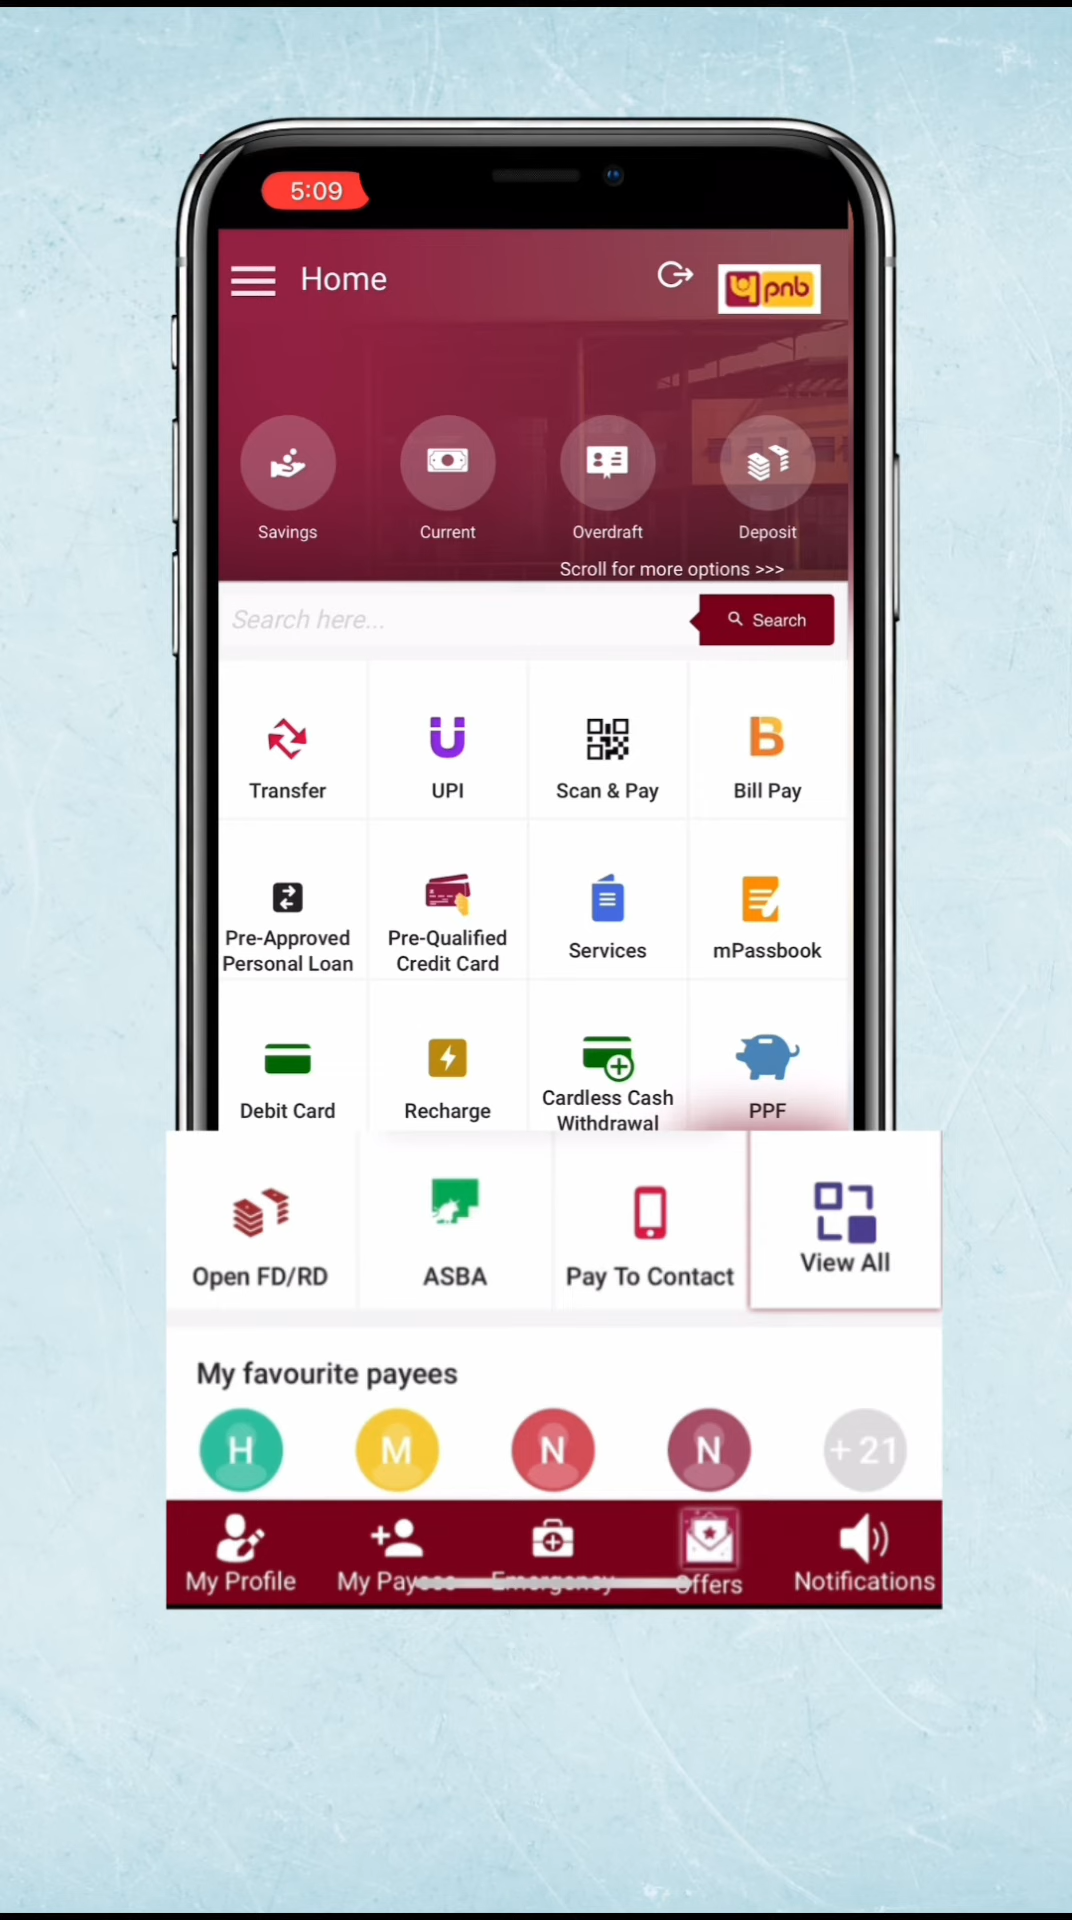 5:09
Home
pnb
Savings
Current
Overdraft
Deposit
Scroll for more options >>>
Search here...
Search
Transfer
UPI
Scan & Pay
Bill Pay
Pre-Approved
Personal Loan
Pre-Qualified
Credit Card
Services
mPassbook
Debit Card
Recharge
Cardless Cash
Withdrawal
PPF
Open FD/RD
ASBA
Pay To Contact
View All
My favourite payees
H
M
N
N
+21
My Profile
My Payees
Emergency
Offers
Notifications